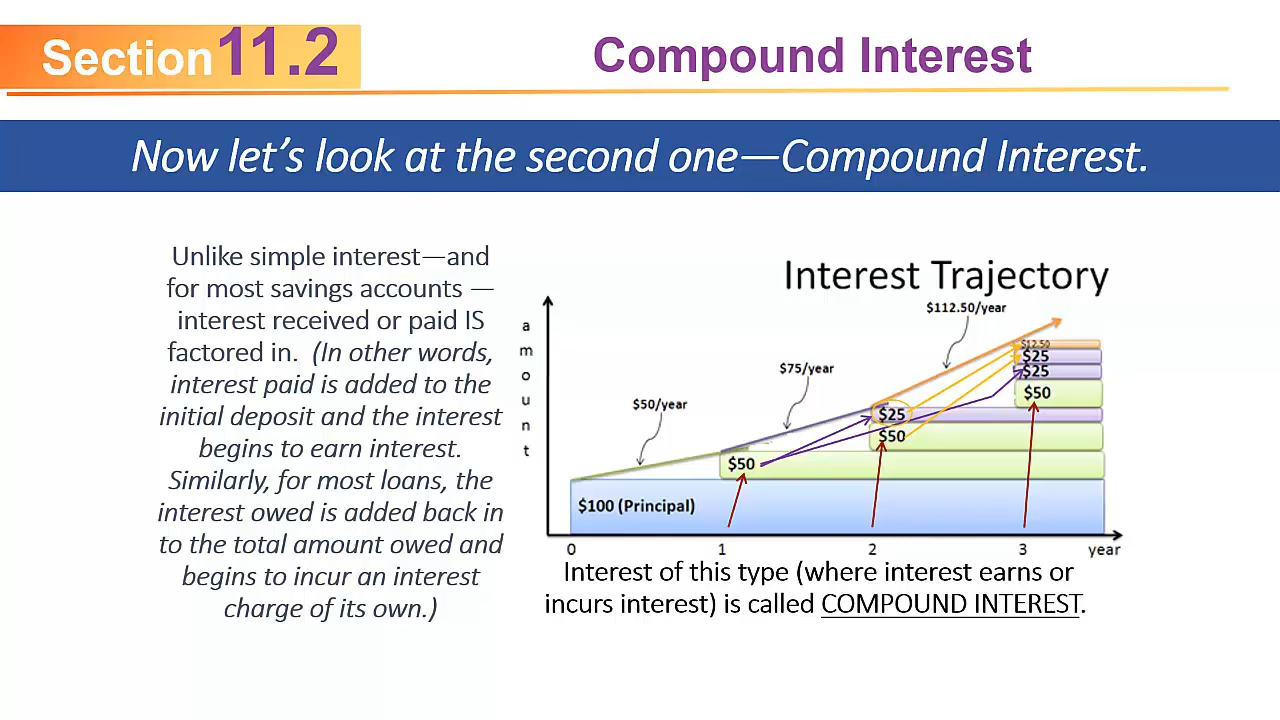 Section 11.2
Compound Interest
Now let's look at the second one—Compound Interest.
Unlike simple interest—and
for most savings accounts —
interest received or paid IS
factored in. (In other words,
interest paid is added to the
initial deposit and the interest
begins to earn interest.
Similarly, for most loans, the
interest owed is added back in
to the total amount owed and
begins to incur an interest
charge of its own.)
Interest Trajectory
amount
$112.50/year
$75/year
$50/year
$12.50
$25
$25
$50
$25
$50
$50
$100 (Principal)
0 1 2 3 year
Interest of this type (where interest earns or
incurs interest) is called COMPOUND INTEREST.